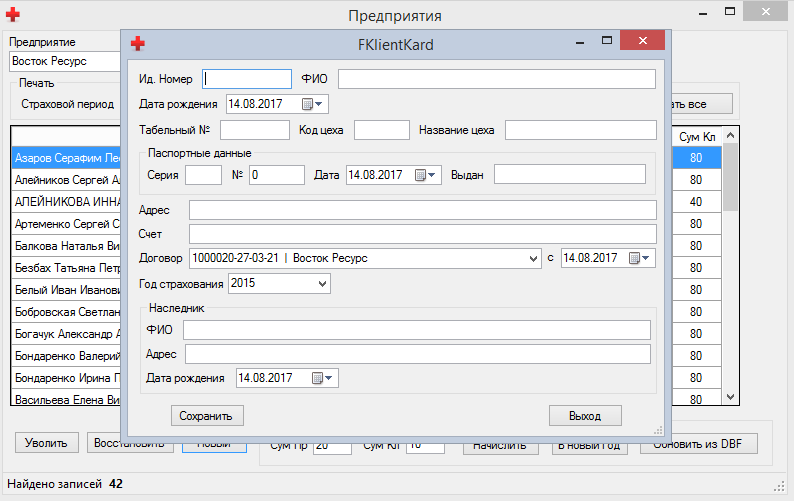 Предприятия
Предприятие
Восток Ресурс
Печать
Страховой период
ать все
Сум Кл
Азаров Серафим Лео 80
Алейников Сергей Ал 80
АЛЕЙНИКОВА ИННА 40
Артеменко Сергей С 80
Балкова Наталья Ви 80
Безбах Татьяна Петр 80
Белый Иван Иванови 80
Бобровская Светлан 80
Богачук Александр А 80
Бондаренко Валерий 80
Бондаренко Ирина П 80
Васильева Елена Ви 80
FKlientKard
Ид. Номер ФИО
Дата рождения 14.08.2017
Табельный № Код цеха Название цеха
Паспортные данные
Серия № 0 Дата 14.08.2017 Выдан
Адрес
Счет
Договор 1000020-27-03-21 | Восток Ресурс с 14.08.2017
Год страхования 2015
Наследник
ФИО
Адрес
Дата рождения 14.08.2017
Сохранить Выход
Уволить Восстановить Новый Сум Пр 20 Сум Кл 10 Начислить В новый год Обновить из DBF
Найдено записей 42